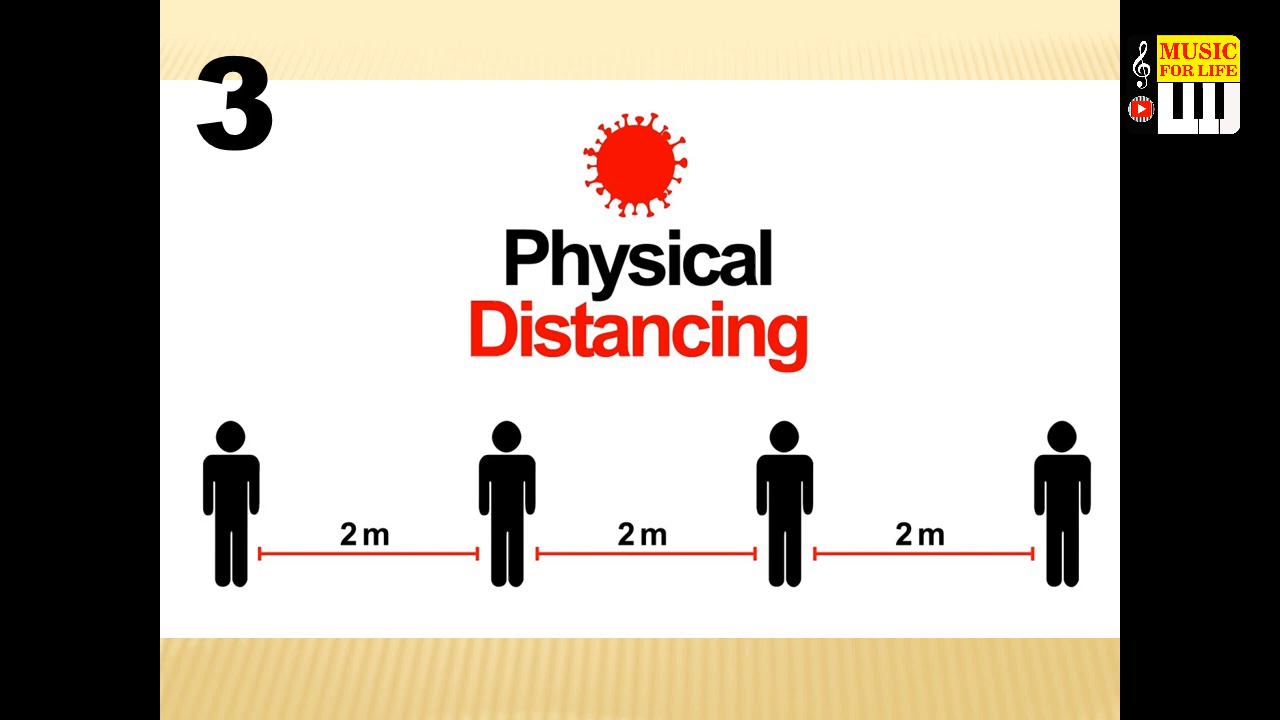 3
MUSIC
FOR LIFE
Physical
Distancing
2 m
2 m
2 m